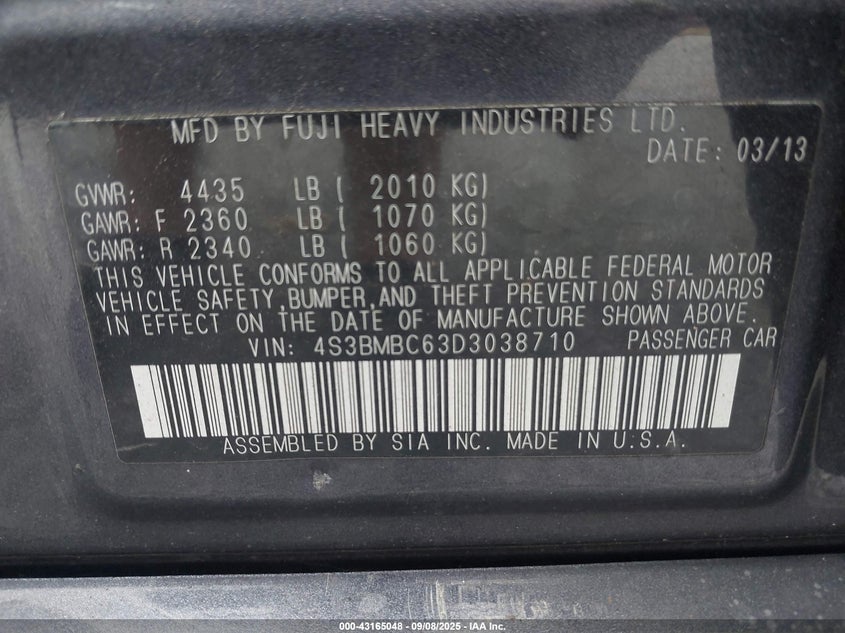 MFD BY FUJI HEAVY INDUSTRIES LTD.
DATE: 03/13
GVWR: 4435 LB ( 2010 KG)
GAWR: F 2360 LB ( 1070 KG)
GAWR: R 2340 LB ( 1060 KG)
THIS VEHICLE CONFORMS TO ALL APPLICABLE FEDERAL MOTOR
VEHICLE SAFETY,BUMPER,AND THEFT PREVENTION STANDARDS
IN EFFECT ON THE DATE OF MANUFACTURE SHOWN ABOVE.
VIN: 4S3BMBC63D3038710 PASSENGER CAR
ASSEMBLED BY SIA INC. MADE IN U.S.A.
000-43165048 - 09/08/2025 - IAA Inc.